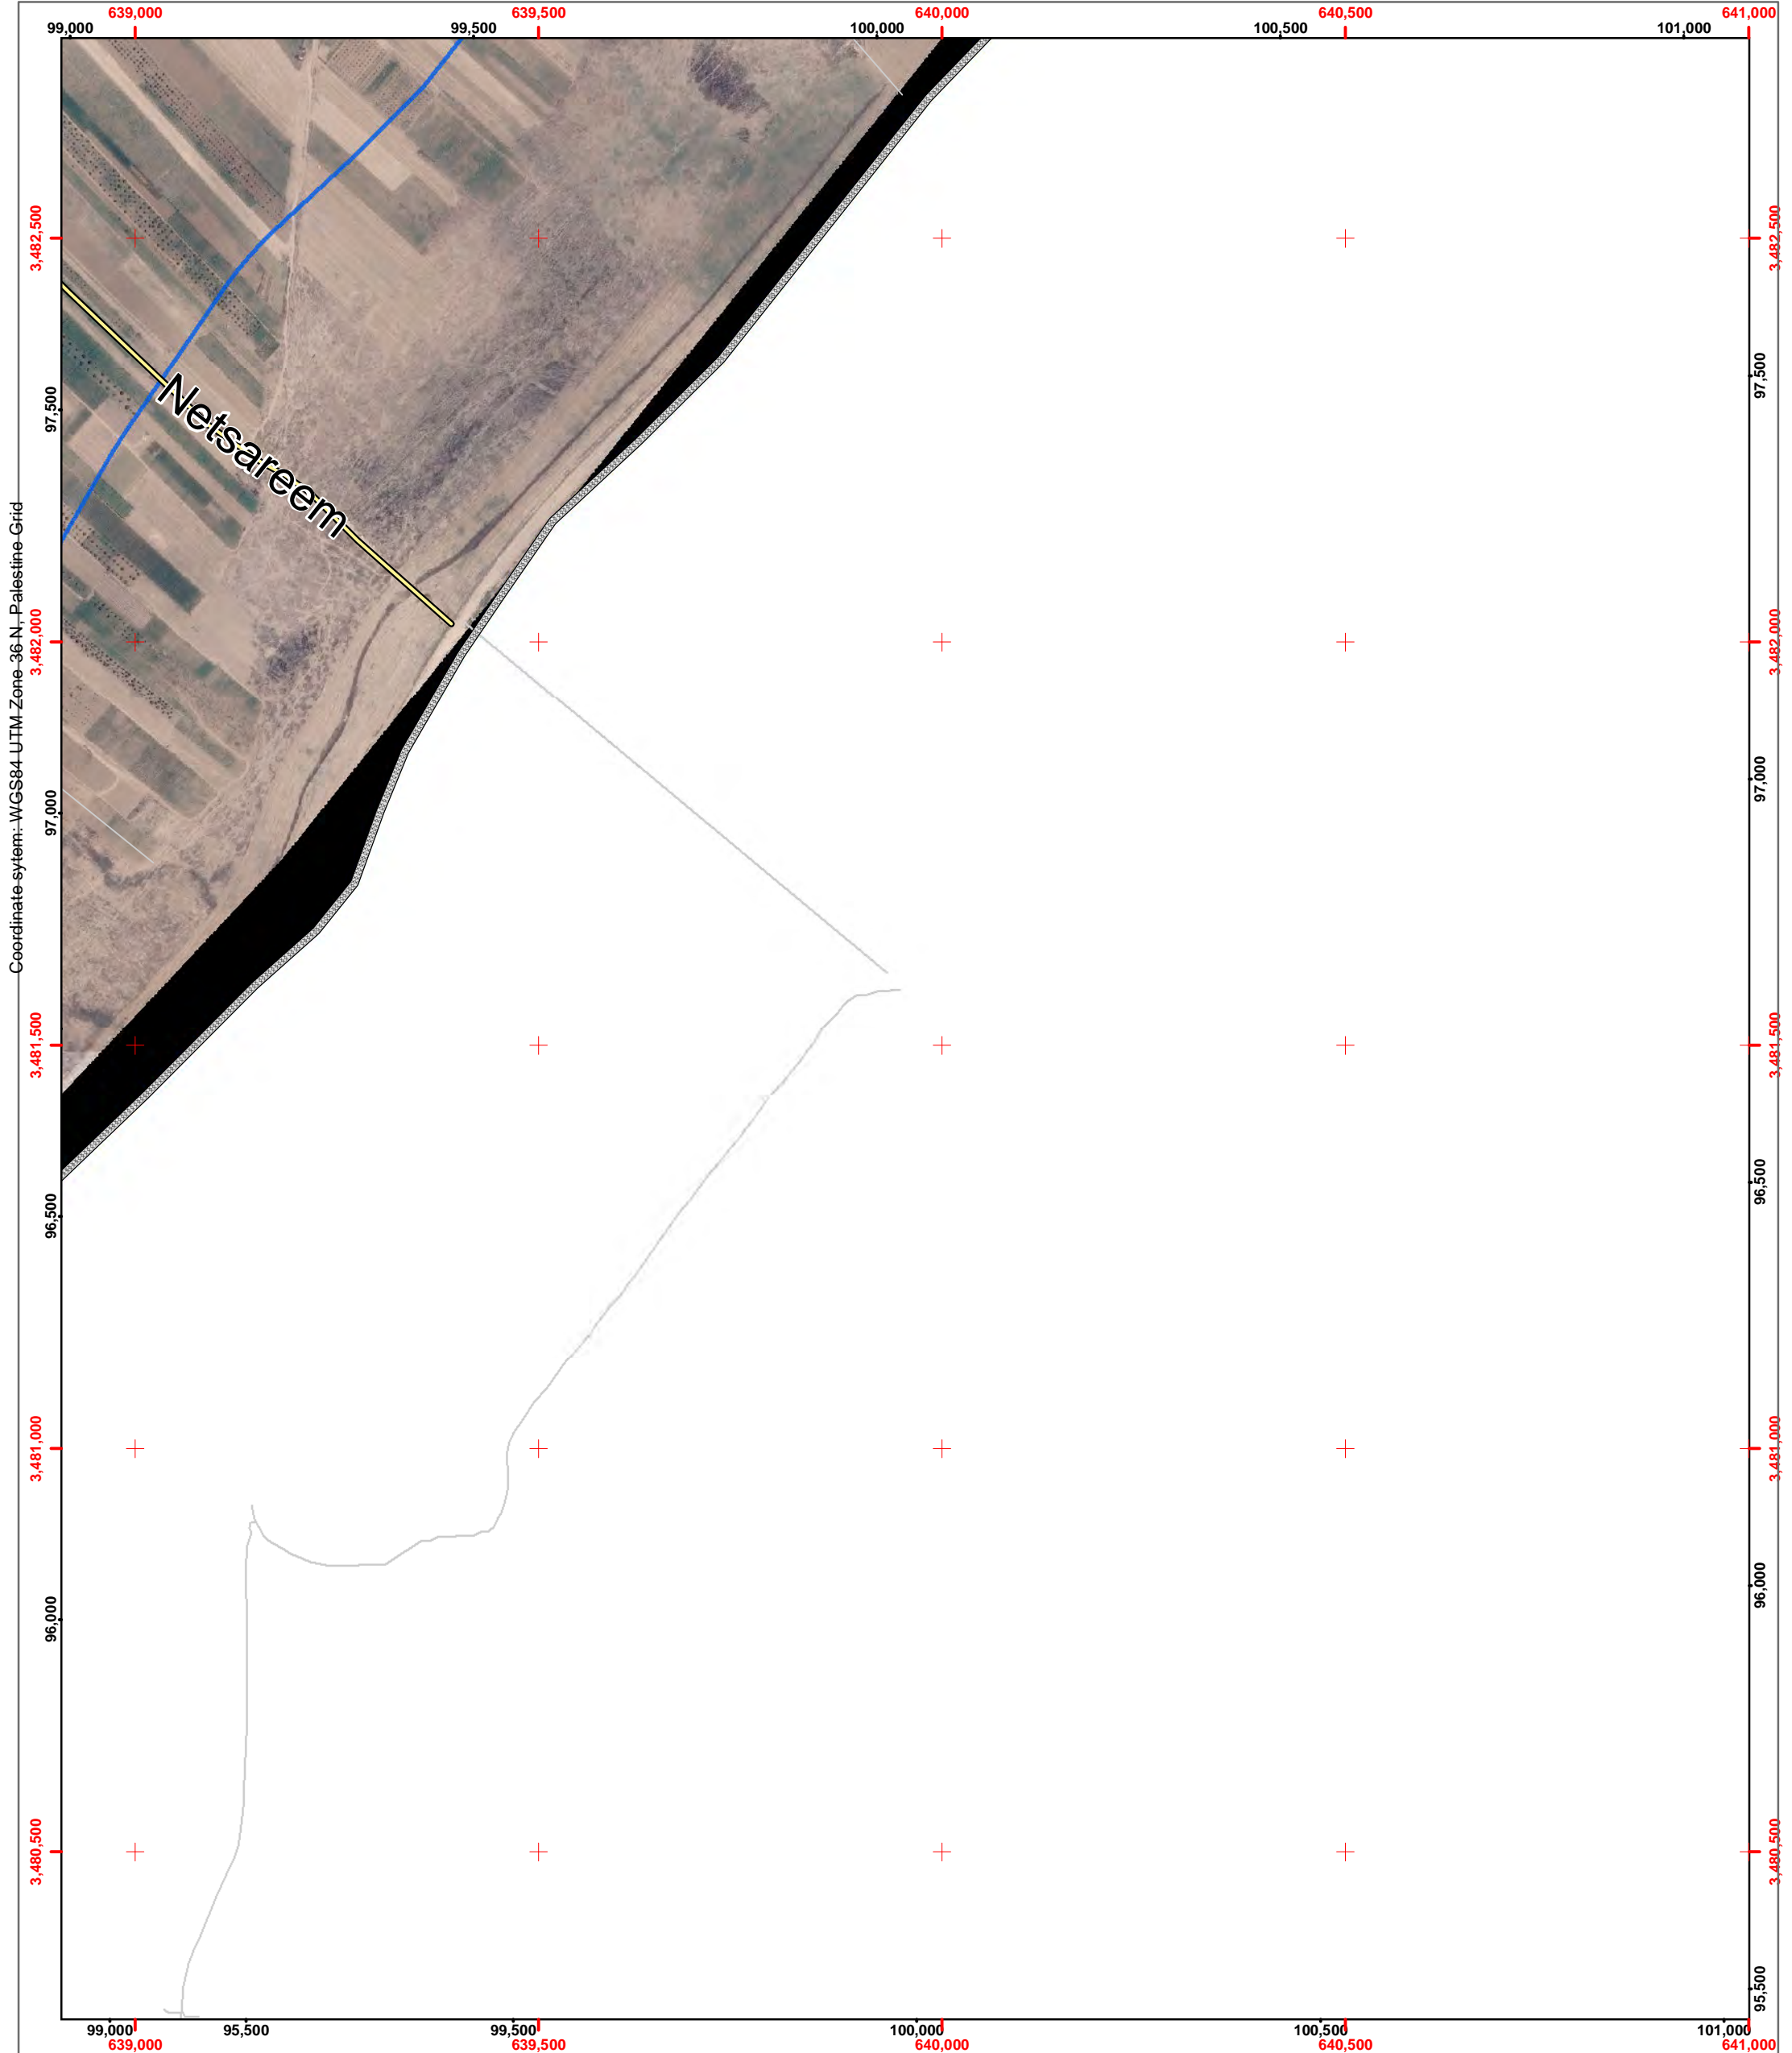 639,000 639,500 640,000 640,500 641,000
99,000 99,500 100,000 100,500 101,000
3,482,500 3,482,500
97,500
97,500
Netsareem
Coordinate sytem: WGS84 UTM Zone 36 N, Palestine Grid
3,482,000 3,482,000
97,000
97,000
3,481,500 3,481,500
96,500
96,500
3,481,000 3,481,000
96,000
96,000
3,480,500 3,480,500
95,500
99,000 95,500 99,500 100,000 100,500 101,000
639,000 639,500 640,000 640,500 641,000